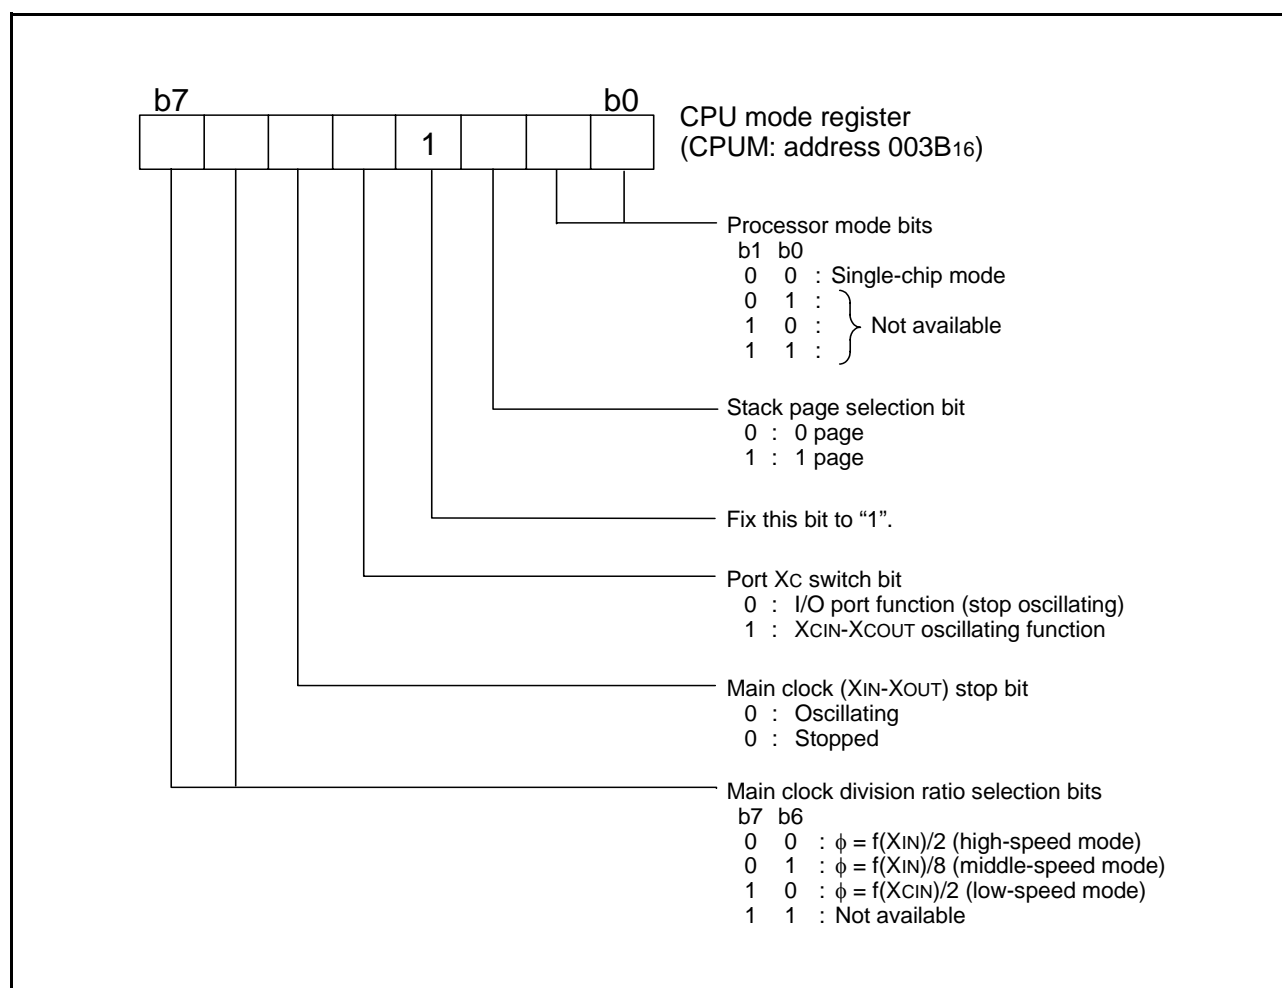 b7 b0
CPU mode register
1
(CPUM: address 003B16)
Processor mode bits
b1 b0
0 0 : Single-chip mode
0 1 :
1 0 : Not available
1 1 :
Stack page selection bit
0 : 0 page
1 : 1 page
Fix this bit to “1”.
Port XC switch bit
0 : I/O port function (stop oscillating)
1 : XCIN-XCOUT oscillating function
Main clock (XIN-XOUT) stop bit
0 : Oscillating
0 : Stopped
Main clock division ratio selection bits
b7 b6
0 0 : ϕ = f(XIN)/2 (high-speed mode)
0 1 : ϕ = f(XIN)/8 (middle-speed mode)
1 0 : ϕ = f(XCIN)/2 (low-speed mode)
1 1 : Not available